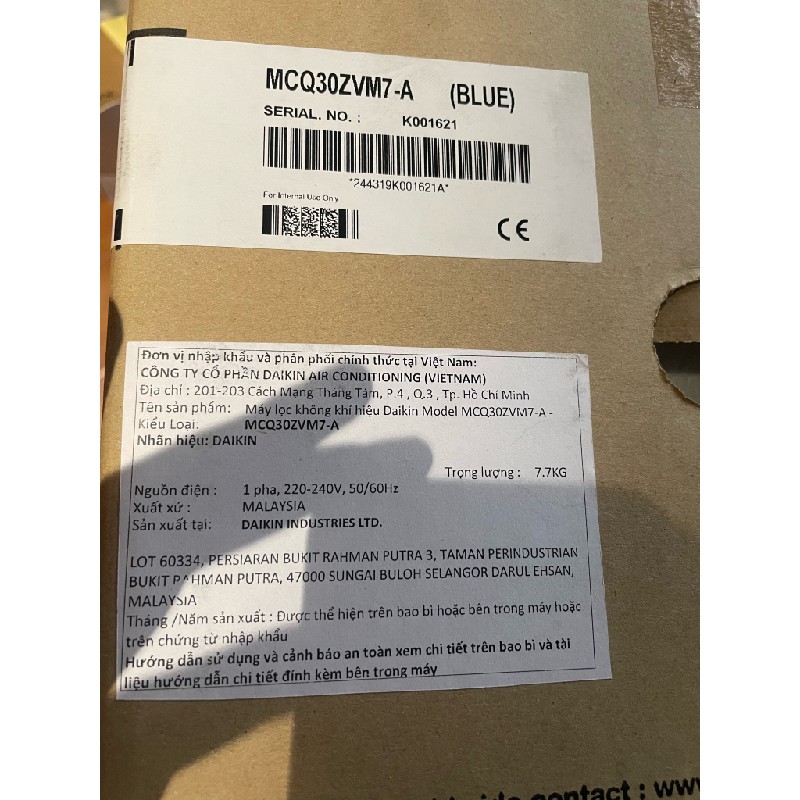 MCQ30ZVM7-A (BLUE)
SERIAL. NO. : K001621
*244319K001621A*
For Internal Use Only
CE
Đơn vị nhập khẩu và phân phối chính thức tại Việt Nam:
CÔNG TY CỔ PHẦN DAIKIN AIR CONDITIONING (VIETNAM)
Địa chỉ : 201-203 Cách Mạng Tháng Tám, P.4 , Q.3 , Tp. Hồ Chí Minh
Tên sản phẩm: Máy lọc không khí hiệu Daikin Model MCQ30ZVM7-A -
Kiểu Loại: MCQ30ZVM7-A
Nhãn hiệu: DAIKIN
Trọng lượng : 7.7KG
Nguồn điện : 1 pha, 220-240V, 50/60Hz
Xuất xứ : MALAYSIA
Sản xuất tại: DAIKIN INDUSTRIES LTD.
LOT 60334, PERSIARAN BUKIT RAHMAN PUTRA 3, TAMAN PERINDUSTRIAN
BUKIT RAHMAN PUTRA, 47000 SUNGAI BULOH SELANGOR DARUL EHSAN,
MALAYSIA
Tháng /Năm sản xuất : Được thể hiện trên bao bì hoặc bên trong máy hoặc
trên chứng từ nhập khẩu
Hướng dẫn sử dụng và cảnh báo an toàn xem chi tiết trên bao bì và tài
liệu hướng dẫn chi tiết đính kèm bên trong máy
contact : www